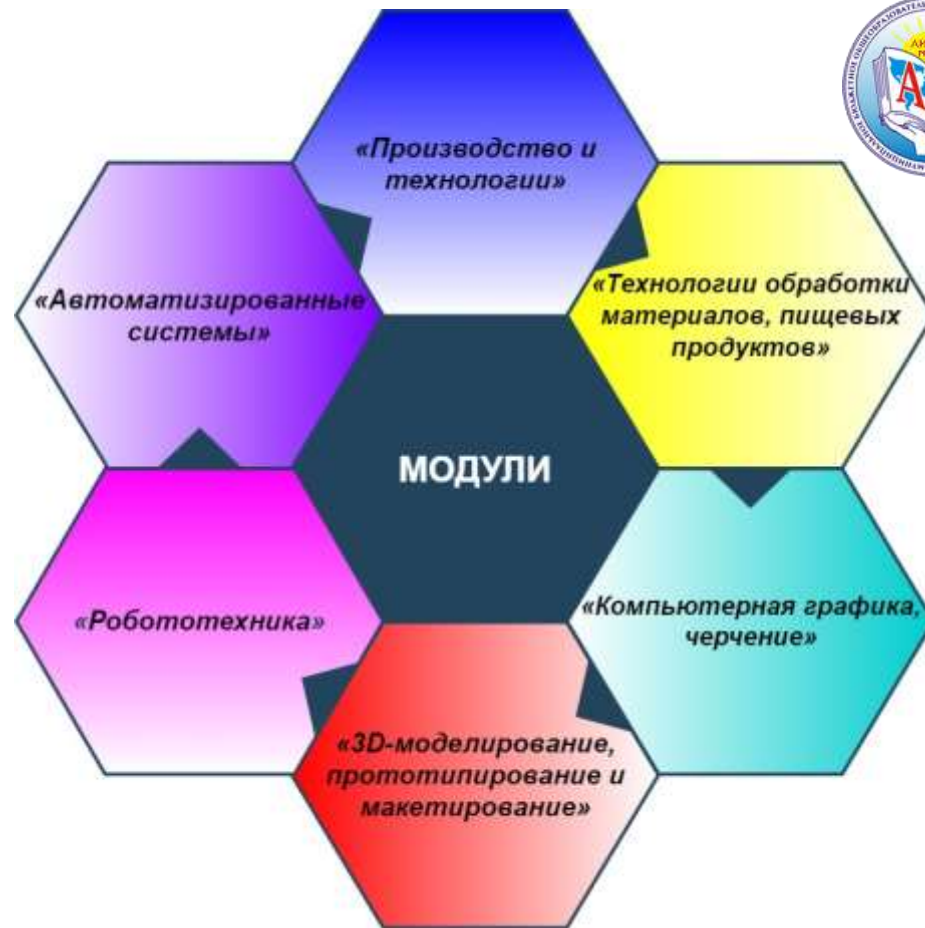 «Производство и
технологии»
«Технологии обработки
материалов, пищевых
продуктов»
«Автоматизированные
системы»
МОДУЛИ
«Компьютерная графика,
черчение»
«Робототехника»
«3D-моделирование,
прототипирование и
макетирование»